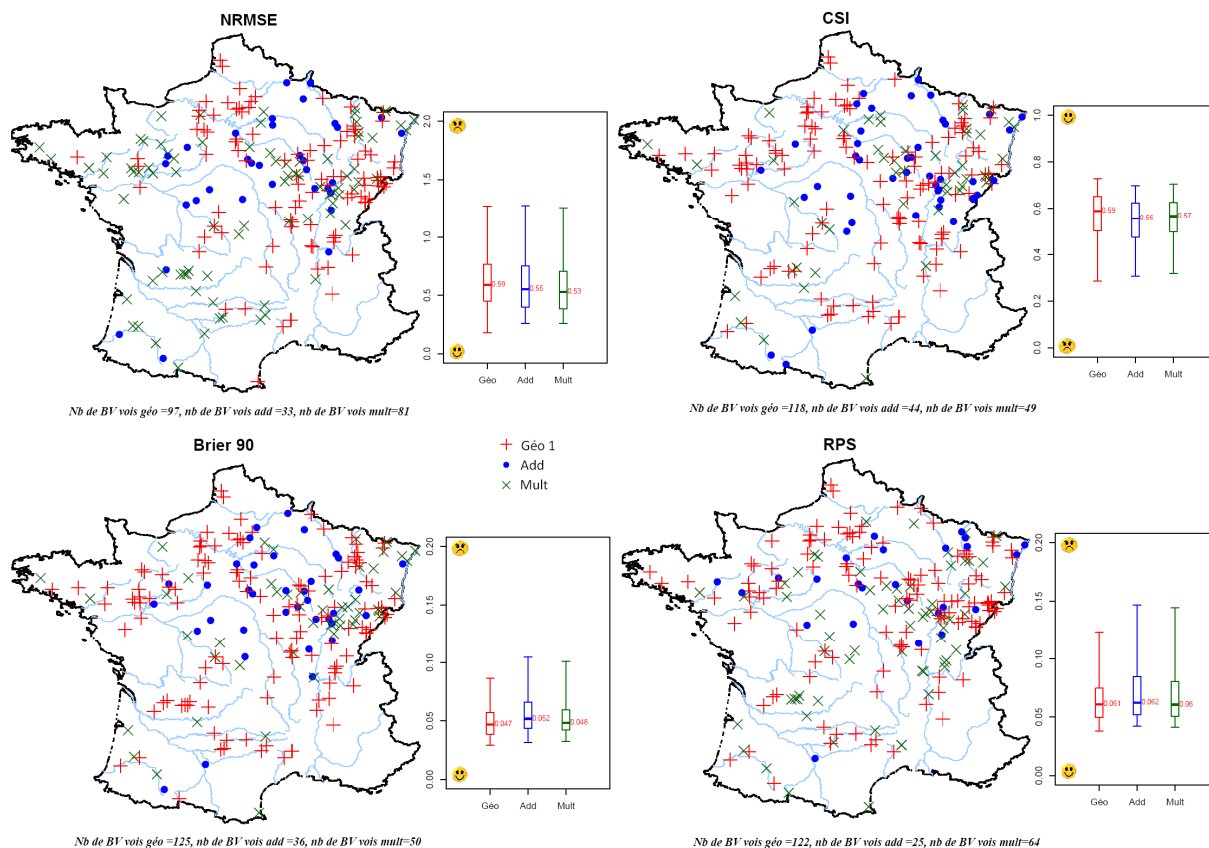 NRMSE
CSI
2.0
1.5
1.0
0.5
0.0
0.59
0.55
0.53
Géo
Add
Mult
1.0
0.8
0.6
0.4
0.2
0.0
0.59
0.56
0.57
Géo
Add
Mult
Nb de BV vois géo =97, nb de BV vois add =33, nb de BV vois mult=81
Nb de BV vois géo =118, nb de BV vois add =44, nb de BV vois mult=49
Brier 90
Géo 1
Add
Mult
RPS
0.20
0.15
0.10
0.05
0.00
0.047
0.052
0.048
Géo
Add
Mult
0.20
0.15
0.10
0.05
0.00
0.061
0.062
0.06
Géo
Add
Mult
Nb de BV vois géo =125, nb de BV vois add =36, nb de BV vois mult=50
Nb de BV vois géo =122, nb de BV vois add =25, nb de BV vois mult=64